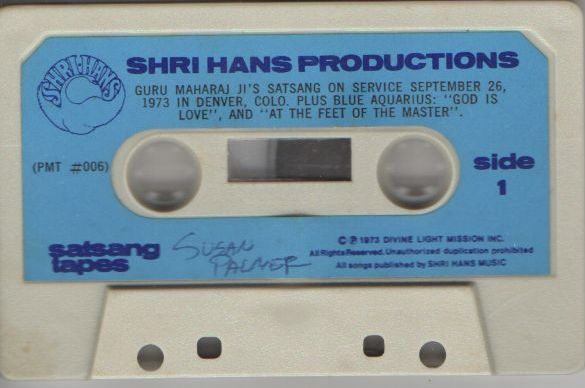 SHRI·HANS
SHRI HANS PRODUCTIONS
GURU MAHARAJ JI'S SATSANG ON SERVICE SEPTEMBER 26,
1973 IN DENVER, COLO. PLUS BLUE AQUARIUS: "GOD IS
LOVE", AND "AT THE FEET OF THE MASTER".
(PMT #006)
side
1
satsang
tapes
SUSAN
PALMER
© ℗ 1973 DIVINE LIGHT MISSION INC.
All Rights Reserved. Unauthorized duplication prohibited
All songs published by SHRI HANS MUSIC